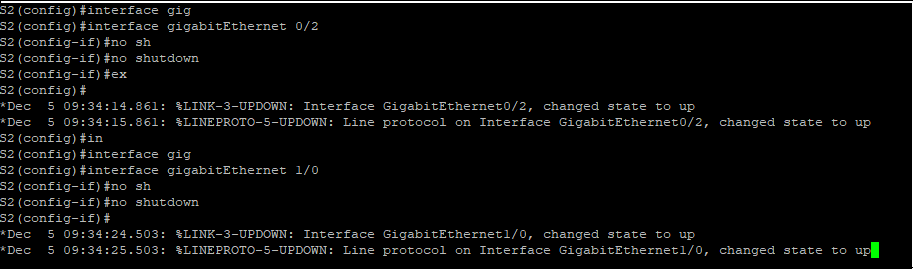 S2(config)#interface gig
S2(config)#interface gigabitEthernet 0/2
S2(config-if)#no sh
S2(config-if)#no shutdown
S2(config-if)#ex
S2(config)#
*Dec  5 09:34:14.861: %LINK-3-UPDOWN: Interface GigabitEthernet0/2, changed state to up
*Dec  5 09:34:15.861: %LINEPROTO-5-UPDOWN: Line protocol on Interface GigabitEthernet0/2, changed state to up
S2(config)#in
S2(config)#interface gig
S2(config)#interface gigabitEthernet 1/0
S2(config-if)#no sh
S2(config-if)#no shutdown
S2(config-if)#
*Dec  5 09:34:24.503: %LINK-3-UPDOWN: Interface GigabitEthernet1/0, changed state to up
*Dec  5 09:34:25.503: %LINEPROTO-5-UPDOWN: Line protocol on Interface GigabitEthernet1/0, changed state to up